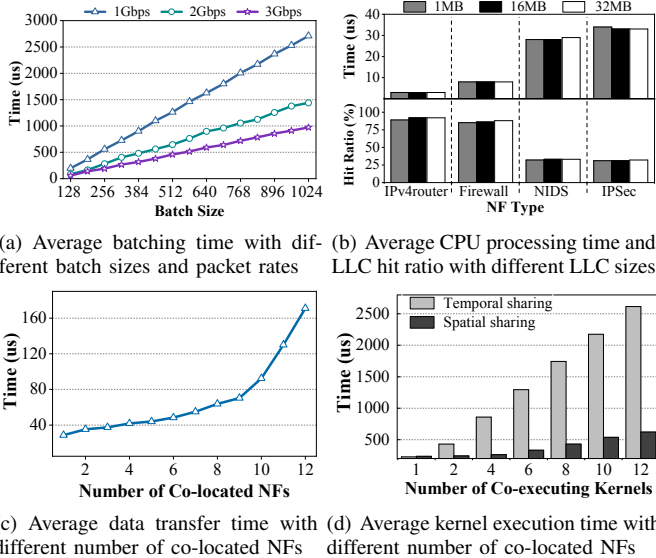 1Gbps 2Gbps 3Gbps
3000
2500
2000
1500
1000
500
0
Time (us)
128 256 384 512 640 768 896 1024
Batch Size
1MB 16MB 32MB
40
30
20
10
Time (us)
100
75
50
25
0
Hit Ratio (%)
IPv4router Firewall NIDS IPSec
NF Type
(a) Average batching time with dif-
ferent batch sizes and packet rates
(b) Average CPU processing time and
LLC hit ratio with different LLC sizes
160
120
80
40
Time (us)
2 4 6 8 10 12
Number of Co-located NFs
Temporal sharing
Spatial sharing
2500
2000
1500
1000
500
Time (us)
1 2 4 6 8 10 12
Number of Co-executing Kernels
c) Average data transfer time with
different number of co-located NFs
(d) Average kernel execution time with
different number of co-located NFs